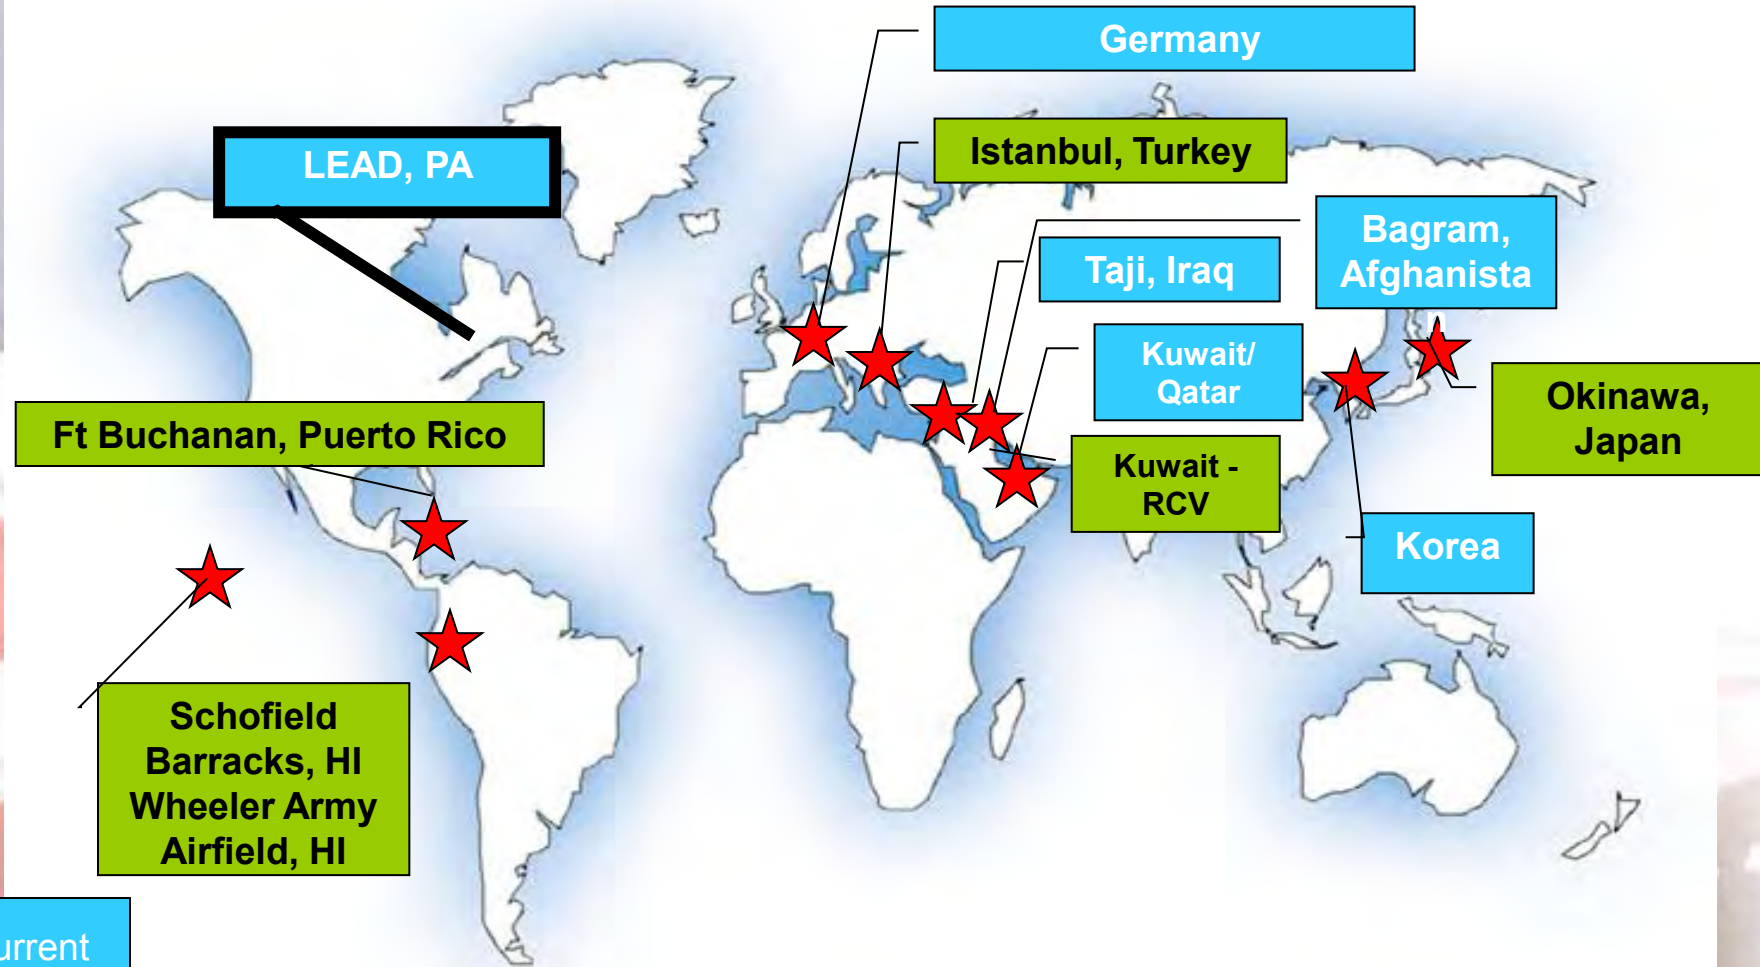 Germany
Istanbul, Turkey
LEAD, PA
Bagram,
Afghanista
n
Taji, Iraq
Kuwait/
Qatar
Okinawa,
Japan
Ft Buchanan, Puerto Rico
Kuwait -
RCV
Korea
Schofield
Barracks, HI
Wheeler Army
Airfield, HI
urrent